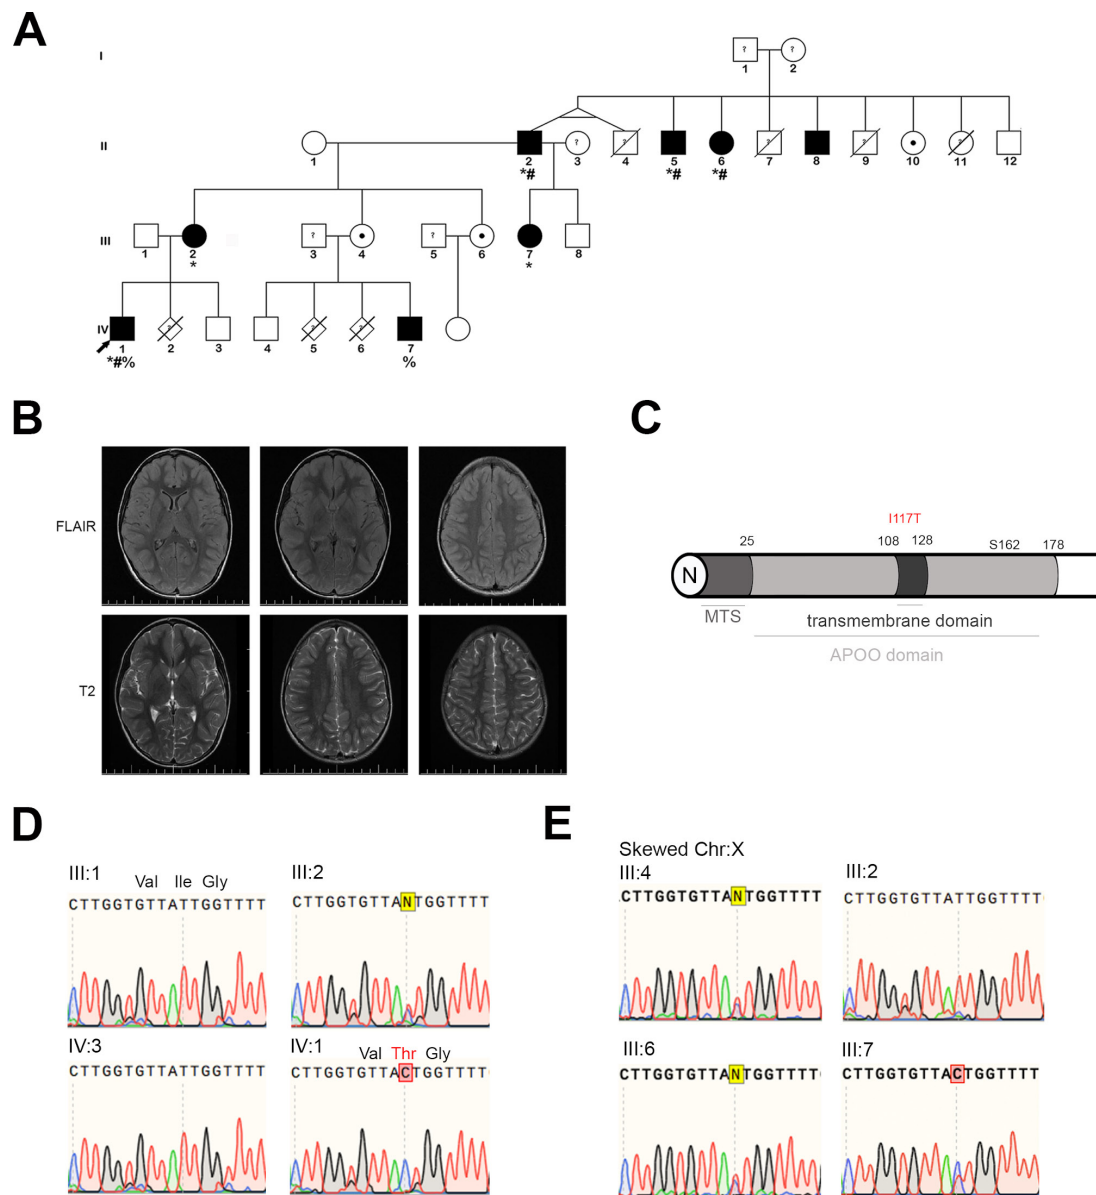 A
I
? ?
1 2
II
? ? ? ? ?
1 2 3 4 5 6 7 8 9 10 11 12
*# *# *#
III
? ?
1 2 3 4 5 6 7 8
* *
IV
? ? ?
1 2 3 4 5 6 7
*#% %
B
FLAIR
T2
C
I117T
25 108 128 S162 178
N
MTS
transmembrane domain
APOO domain
D
III:1
Val Ile Gly
CTTGGTGTTATTGGTTTT
III:2
CTTGGTGTTANTGGTTTT
IV:3
CTTGGTGTTATTGGTTTT
IV:1
Val Thr Gly
CTTGGTGTTACTGGTTTT
E
Skewed Chr:X
III:4
CTTGGTGTTANTGGTTTT
III:2
CTTGGTGTTATTGGTTTT
III:6
CTTGGTGTTANTGGTTTT
III:7
CTTGGTGTTACTGGTTTT